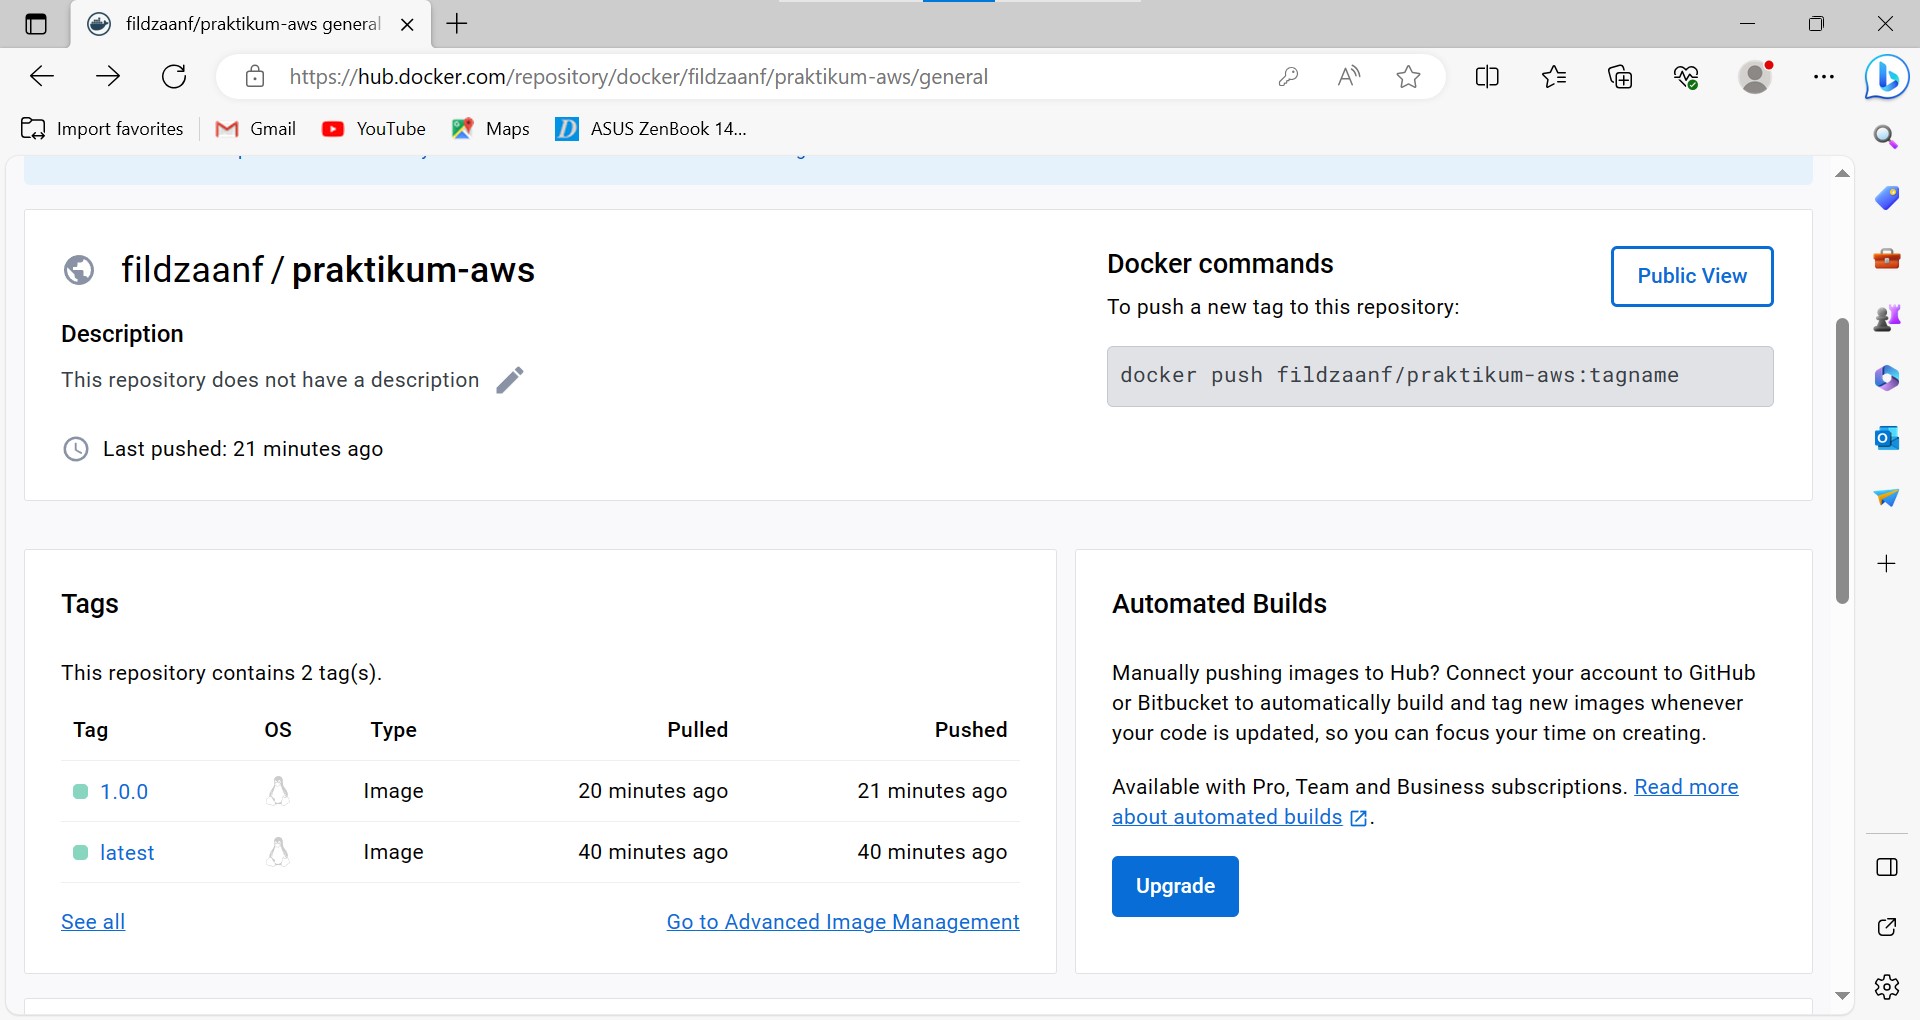 fildzaanf/praktikum-aws general
https://hub.docker.com/repository/docker/fildzaanf/praktikum-aws/general
Import favorites
Gmail
YouTube
Maps
ASUS ZenBook 14...
fildzaanf / praktikum-aws
Description
This repository does not have a description
Last pushed: 21 minutes ago
Docker commands
Public View
To push a new tag to this repository:
docker push fildzaanf/praktikum-aws:tagname
Tags
This repository contains 2 tag(s).
Tag OS Type Pulled Pushed
1.0.0 Image 20 minutes ago 21 minutes ago
latest Image 40 minutes ago 40 minutes ago
See all
Go to Advanced Image Management
Automated Builds
Manually pushing images to Hub? Connect your account to GitHub
or Bitbucket to automatically build and tag new images whenever
your code is updated, so you can focus your time on creating.
Available with Pro, Team and Business subscriptions. Read more
about automated builds .
Upgrade